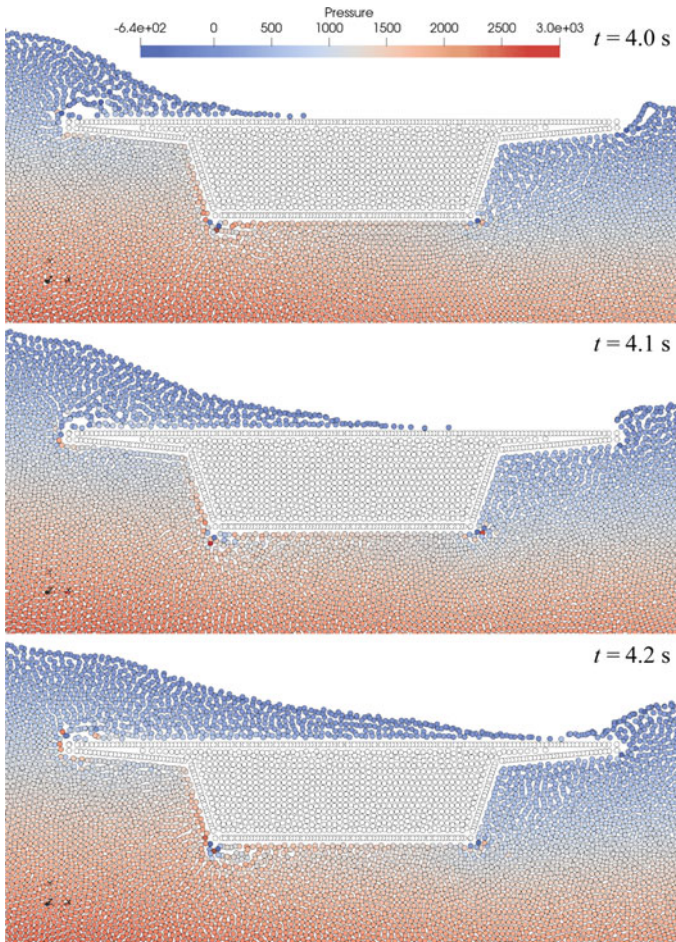 Pressure
-6.4e+02 0 500 1000 1500 2000 2500 3.0e+03
t = 4.0 s
t = 4.1 s
t = 4.2 s